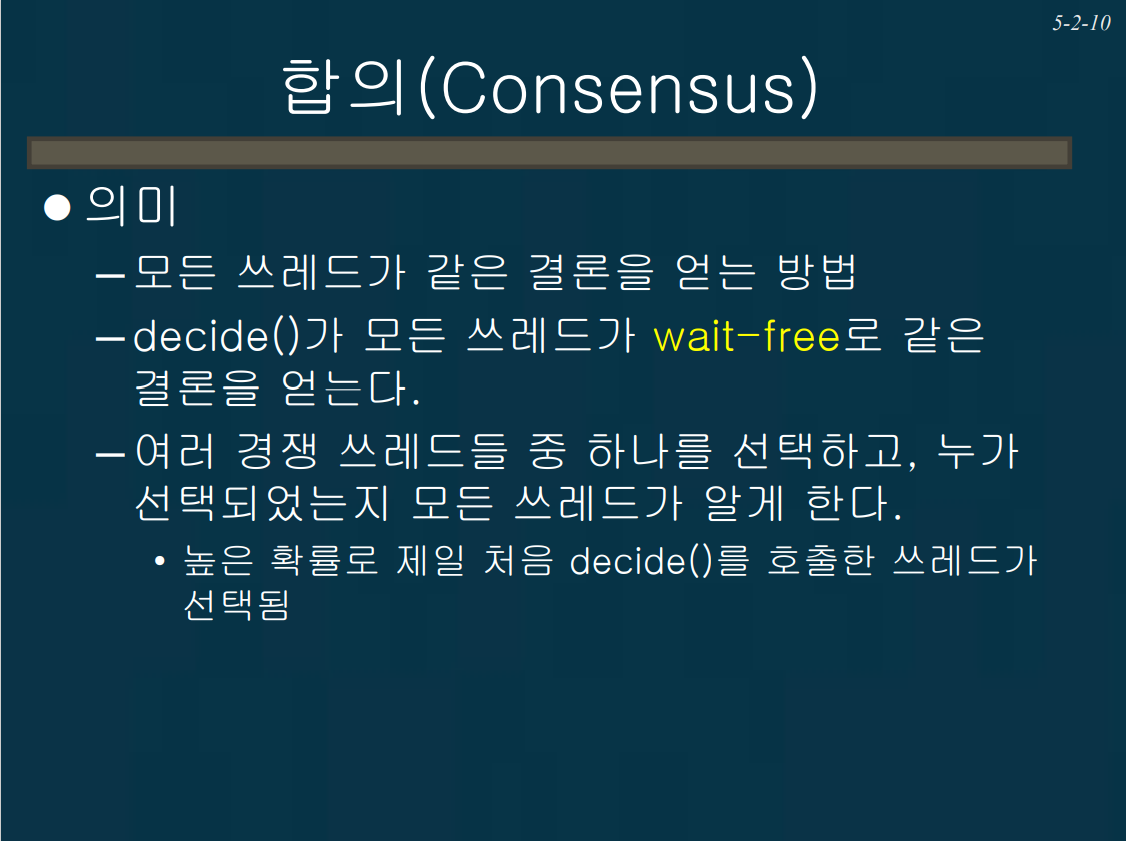 5-2-10
합의(Consensus)
● 의미
– 모든 쓰레드가 같은 결론을 얻는 방법
– decide()가 모든 쓰레드가 wait-free로 같은
결론을 얻는다.
– 여러 경쟁 쓰레드들 중 하나를 선택하고, 누가
선택되었는지 모든 쓰레드가 알게 한다.
• 높은 확률로 제일 처음 decide()를 호출한 쓰레드가
선택됨